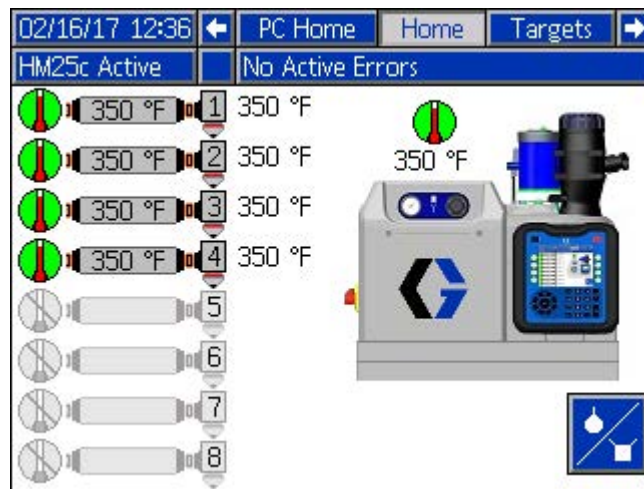 02/16/17 12:36 PC Home Home Targets
HM25c Active No Active Errors
350 °F 1 350 °F
350 °F
350 °F 2 350 °F
350 °F 3 350 °F
350 °F 4 350 °F
5
6
7
8